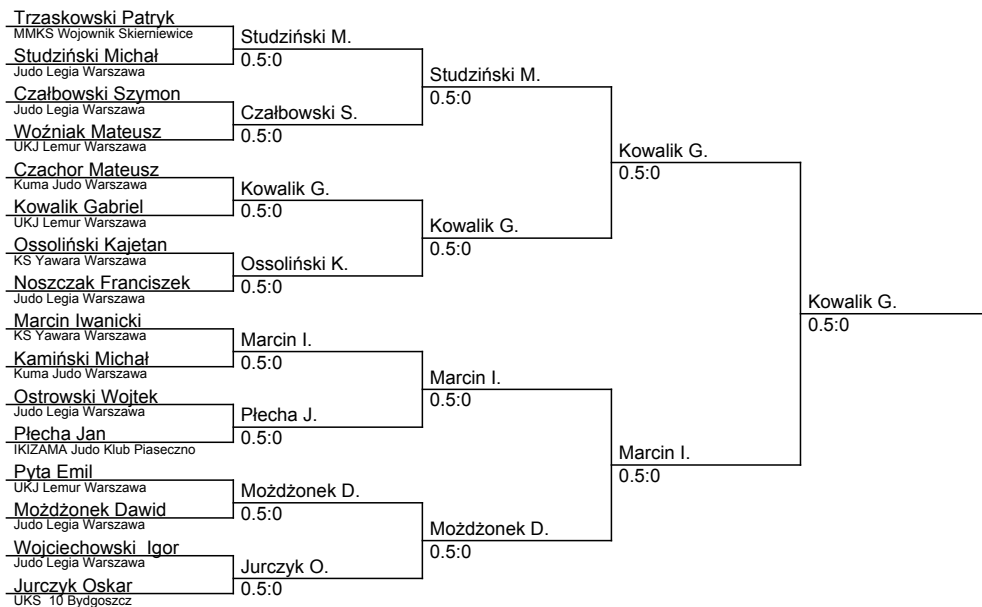 Trzaskowski Patryk
MMKS Wojownik Skierniewice
Studziński Michał
Judo Legia Warszawa
Czałbowski Szymon
Judo Legia Warszawa
Woźniak Mateusz
UKJ Lemur Warszawa
Czachor Mateusz
Kuma Judo Warszawa
Kowalik Gabriel
UKJ Lemur Warszawa
Ossoliński Kajetan
KS Yawara Warszawa
Noszczak Franciszek
Judo Legia Warszawa
Marcin Iwanicki
KS Yawara Warszawa
Kamiński Michał
Kuma Judo Warszawa
Ostrowski Wojtek
Judo Legia Warszawa
Płecha Jan
IKIZAMA Judo Klub Piaseczno
Pyta Emil
UKJ Lemur Warszawa
Możdżonek Dawid
Judo Legia Warszawa
Wojciechowski  Igor
Judo Legia Warszawa
Jurczyk Oskar
UKS  10 Bydgoszcz
Studziński M.
0.5:0
Czałbowski S.
0.5:0
Kowalik G.
0.5:0
Ossoliński K.
0.5:0
Marcin I.
0.5:0
Płecha J.
0.5:0
Możdżonek D.
0.5:0
Jurczyk O.
0.5:0
Studziński M.
0.5:0
Kowalik G.
0.5:0
Marcin I.
0.5:0
Możdżonek D.
0.5:0
Kowalik G.
0.5:0
Marcin I.
0.5:0
Kowalik G.
0.5:0